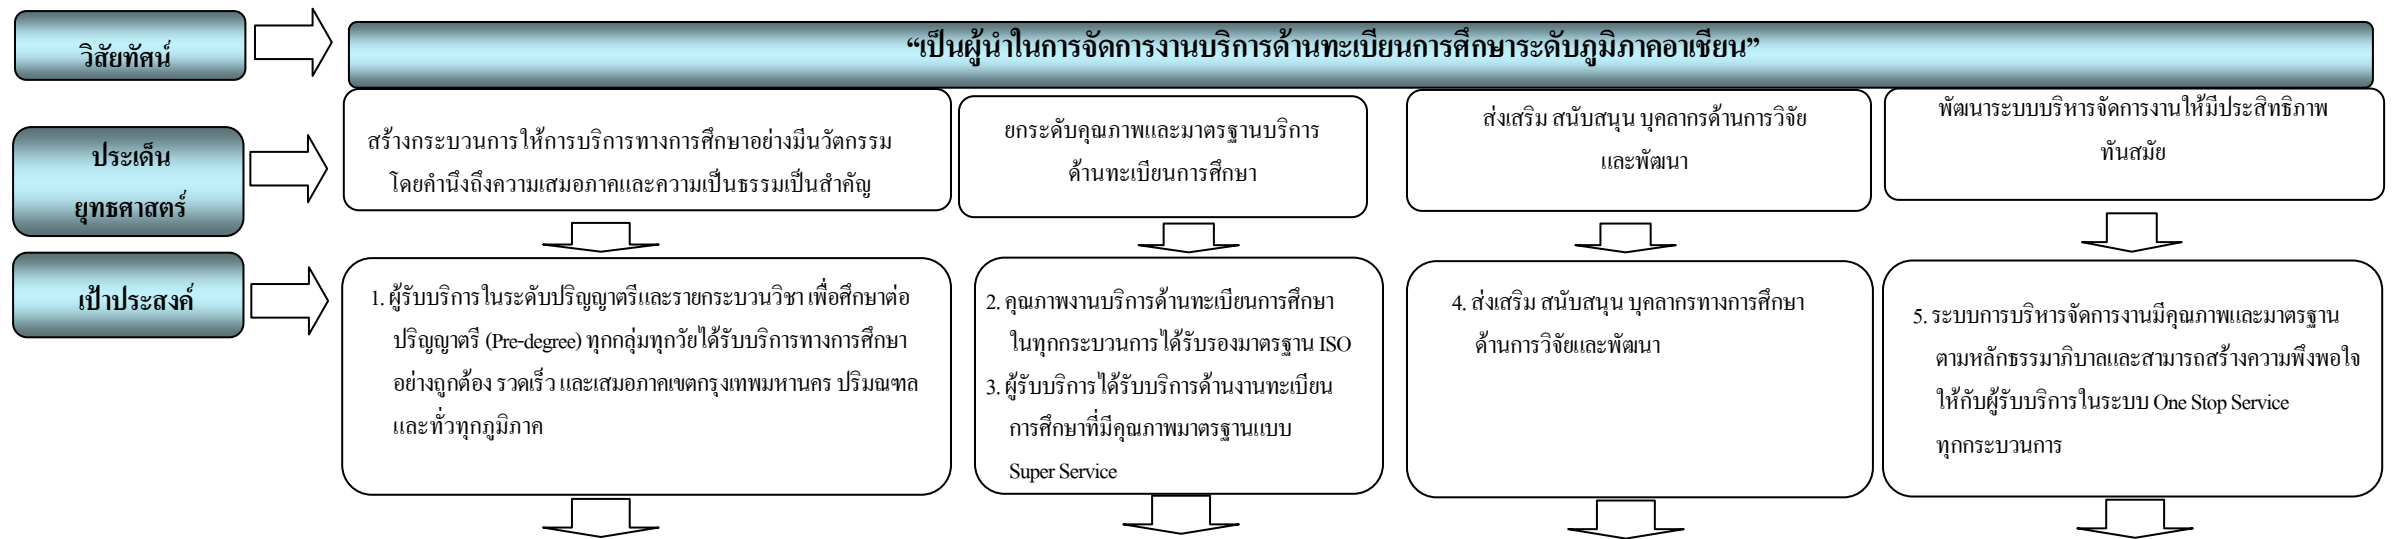 วิสัยทัศน์
“เป็นผู้นำในการจัดการงานบริการด้านทะเบียนการศึกษาระดับภูมิภาคอาเซียน”
ประเด็น
ยุทธศาสตร์
สร้างกระบวนการให้การบริการทางการศึกษาอย่างมีนวัตกรรม
โดยคำนึงถึงความเสมอภาคและความเป็นธรรมเป็นสำคัญ
ยกระดับคุณภาพและมาตรฐานบริการ
ด้านทะเบียนการศึกษา
ส่งเสริม สนับสนุน บุคลากรด้านการวิจัย
และพัฒนา
พัฒนาระบบบริหารจัดการงานให้มีประสิทธิภาพ
ทันสมัย
เป้าประสงค์
1. ผู้รับบริการในระดับปริญญาตรีและรายกระบวนวิชา เพื่อศึกษาต่อ
ปริญญาตรี (Pre-degree) ทุกกลุ่มทุกวัยได้รับบริการทางการศึกษา
อย่างถูกต้อง รวดเร็ว และเสมอภาคเขตกรุงเทพมหานคร ปริมณฑล
และทั่วทุกภูมิภาค
2. คุณภาพงานบริการด้านทะเบียนการศึกษา
ในทุกกระบวนการได้รับรองมาตรฐาน ISO
3. ผู้รับบริการได้รับบริการด้านงานทะเบียน
การศึกษาที่มีคุณภาพมาตรฐานแบบ
Super Service
4. ส่งเสริม สนับสนุน บุคลากรทางการศึกษา
ด้านการวิจัยและพัฒนา
5. ระบบการบริหารจัดการงานมีคุณภาพและมาตรฐาน
ตามหลักธรรมาภิบาลและสามารถสร้างความพึงพอใจ
ให้กับผู้รับบริการในระบบ One Stop Service
ทุกกระบวนการ